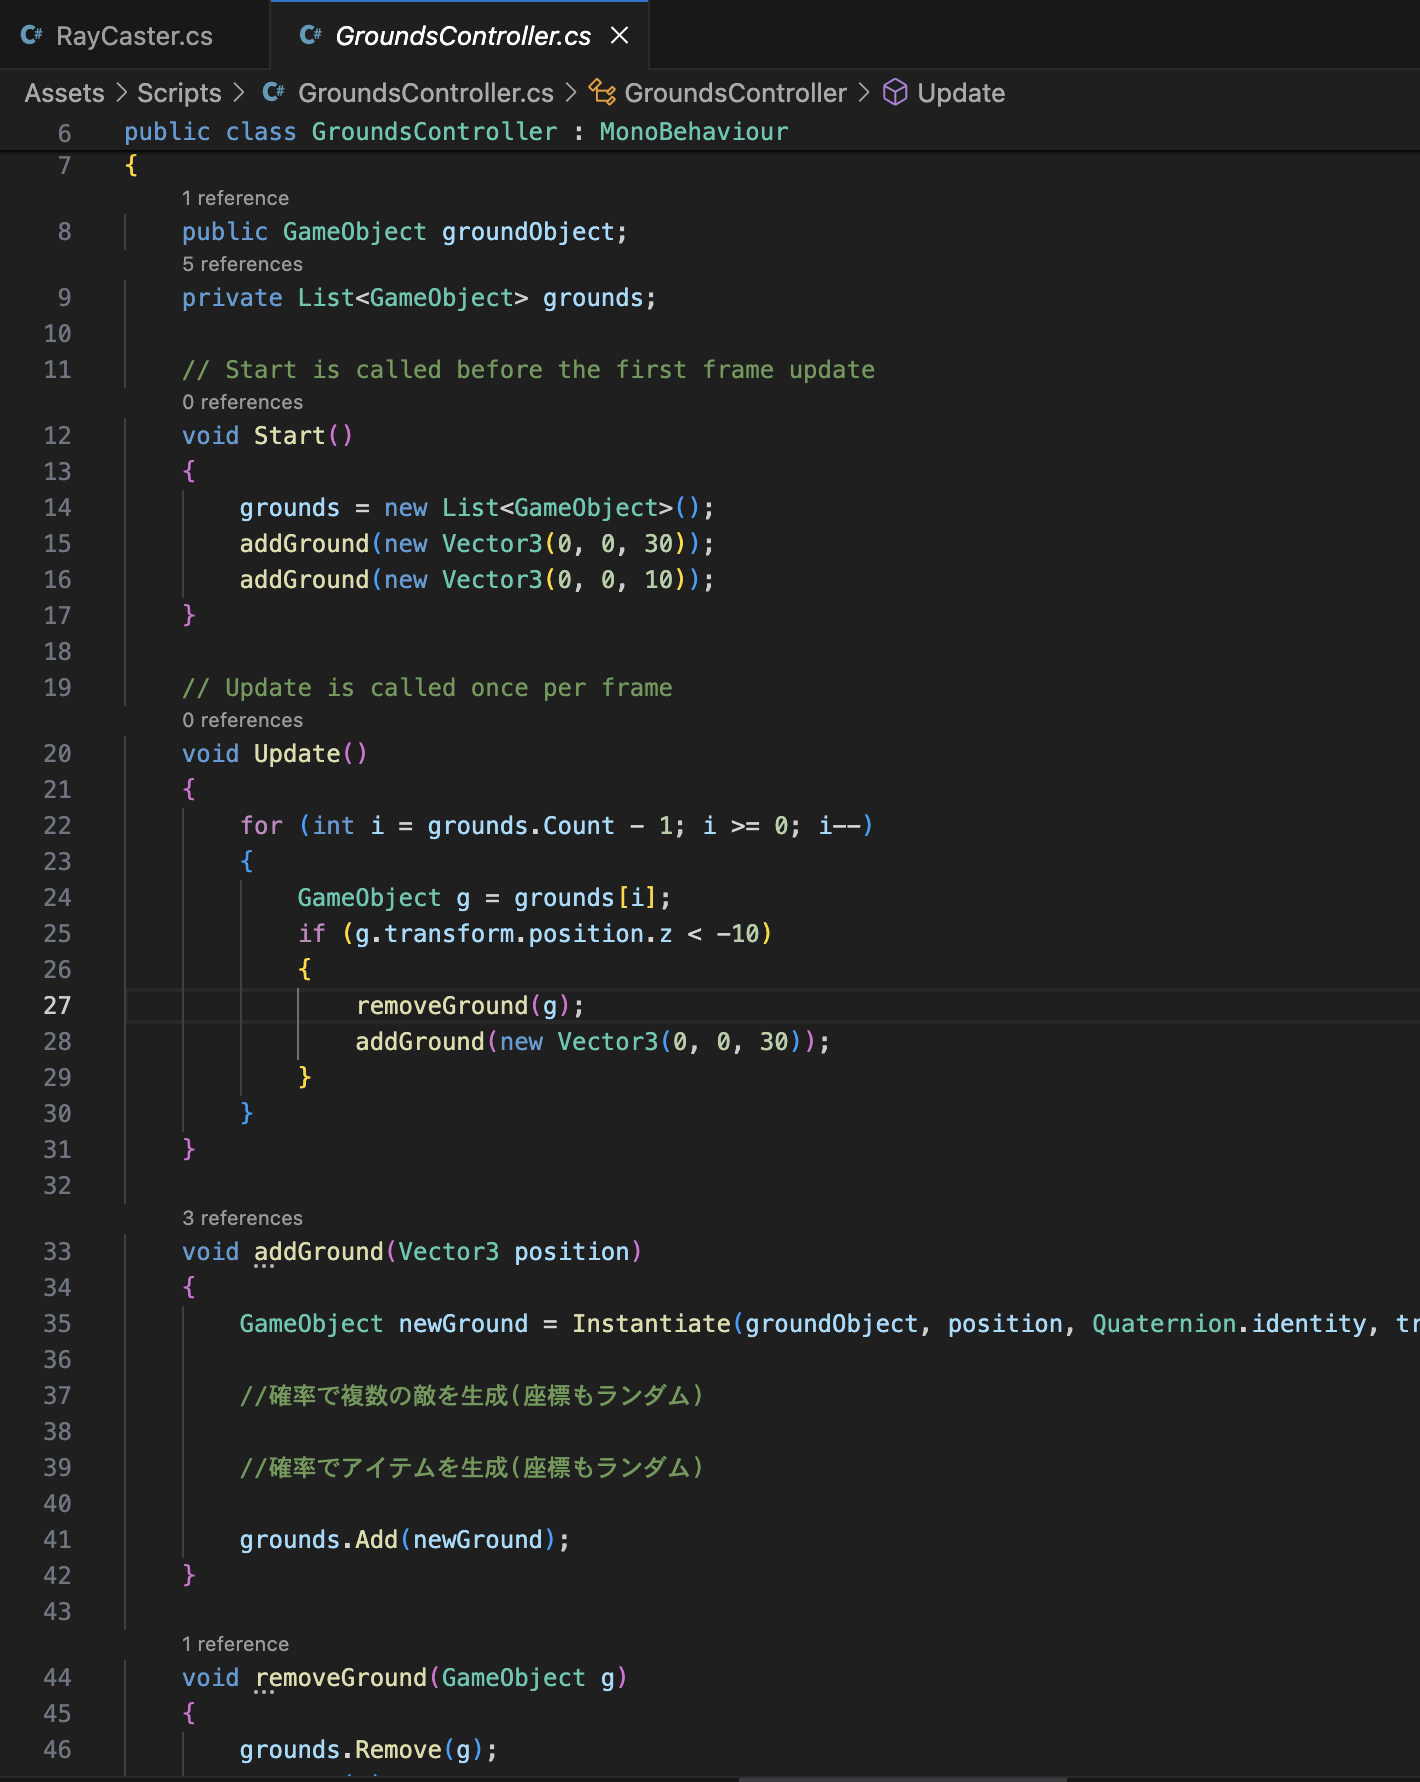 RayCaster.cs
GroundsController.cs
Assets > Scripts > GroundsController.cs > GroundsController > Update
6 public class GroundsController : MonoBehaviour
7 {
1 reference
8 public GameObject groundObject;
5 references
9 private List<GameObject> grounds;
10
11 // Start is called before the first frame update
0 references
12 void Start()
13 {
14 grounds = new List<GameObject>();
15 addGround(new Vector3(0, 0, 30));
16 addGround(new Vector3(0, 0, 10));
17 }
18
19 // Update is called once per frame
0 references
20 void Update()
21 {
22 for (int i = grounds.Count - 1; i >= 0; i--)
23 {
24 GameObject g = grounds[i];
25 if (g.transform.position.z < -10)
26 {
27 removeGround(g);
28 addGround(new Vector3(0, 0, 30));
29 }
30 }
31 }
32
3 references
33 void addGround(Vector3 position)
34 {
35 GameObject newGround = Instantiate(groundObject, position, Quaternion.identity, tr
36
37 //確率で複数の敵を生成(座標もランダム)
38
39 //確率でアイテムを生成(座標もランダム)
40
41 grounds.Add(newGround);
42 }
43
1 reference
44 void removeGround(GameObject g)
45 {
46 grounds.Remove(g);